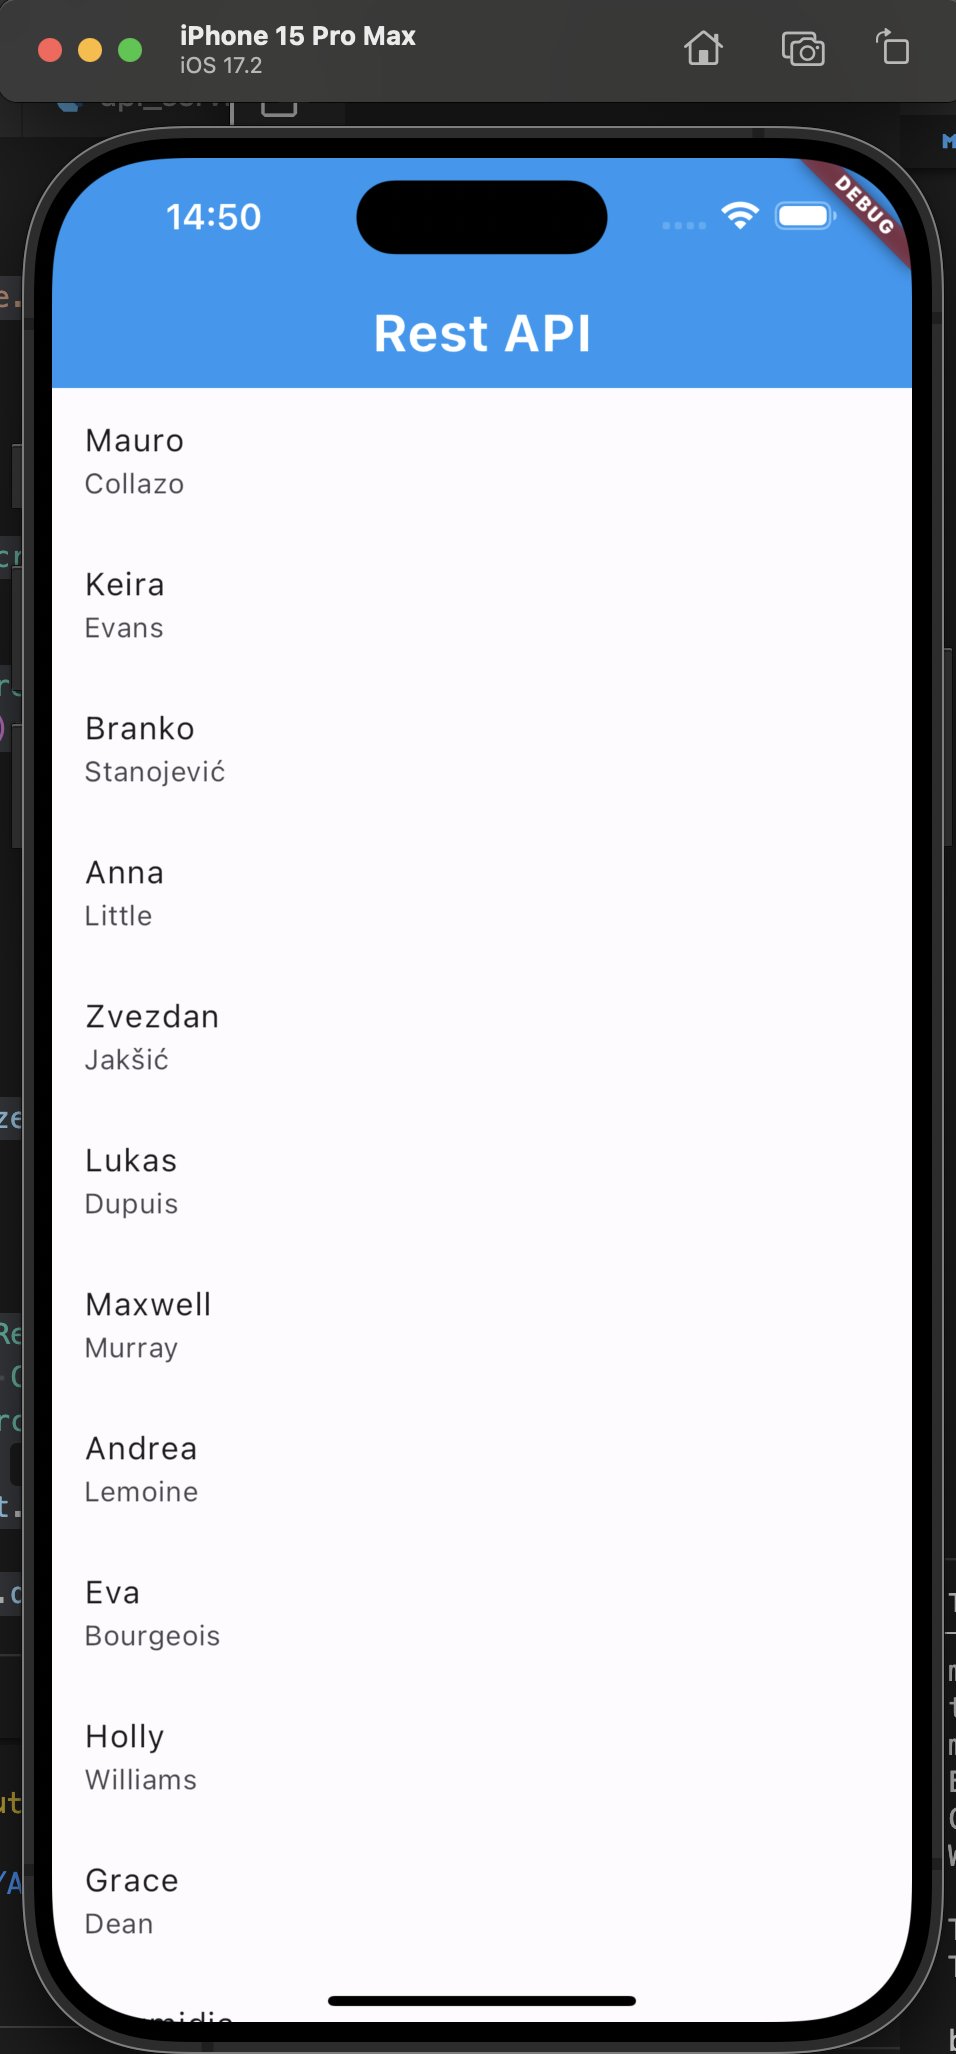 iPhone 15 Pro Max
iOS 17.2
14:50
DEBUG
Rest API
Mauro
Collazo
Keira
Evans
Branko
Stanojević
Anna
Little
Zvezdan
Jakšić
Lukas
Dupuis
Maxwell
Murray
Andrea
Lemoine
Eva
Bourgeois
Holly
Williams
Grace
Dean